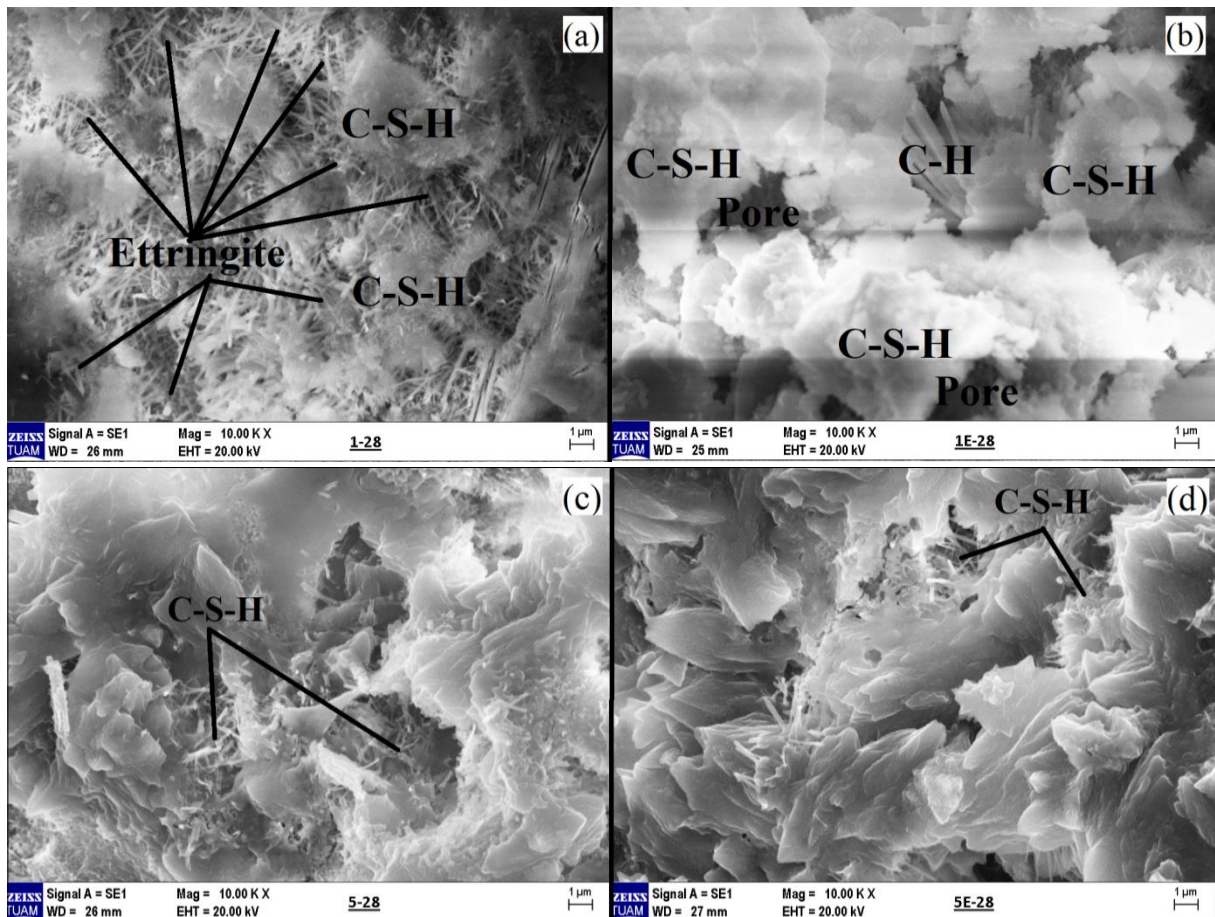 (a)
C-S-H
Ettringite
C-S-H
ZEISS
TUAM
Signal A = SE1
WD = 26 mm
Mag = 10.00 K X
EHT = 20.00 kV
1-28
1 µm
(b)
C-S-H
C-H
C-S-H
Pore
C-S-H
Pore
ZEISS
TUAM
Signal A = SE1
WD = 25 mm
Mag = 10.00 K X
EHT = 20.00 kV
1E-28
1 µm
(c)
C-S-H
ZEISS
TUAM
Signal A = SE1
WD = 26 mm
Mag = 10.00 K X
EHT = 20.00 kV
5-28
1 µm
(d)
C-S-H
ZEISS
TUAM
Signal A = SE1
WD = 27 mm
Mag = 10.00 K X
EHT = 20.00 kV
5E-28
1 µm